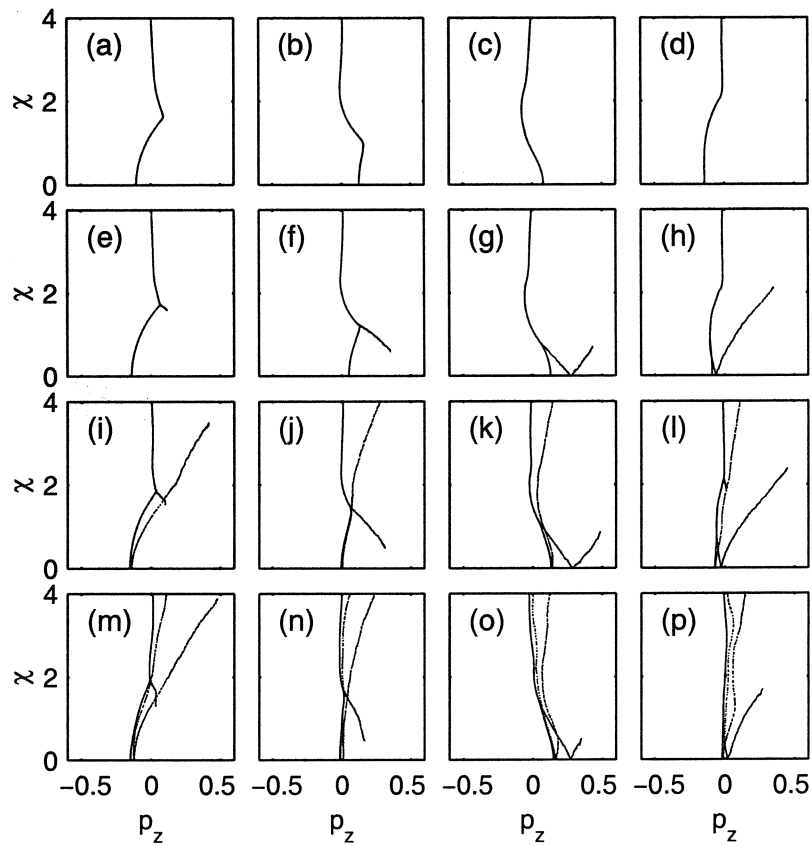 4 (a) (b) (c) (d)
χ 2
0
4 (e) (f) (g) (h)
χ 2
0
4 (i) (j) (k) (l)
χ 2
0
4 (m) (n) (o) (p)
χ 2
0
−0.5 0 0.5 −0.5 0 0.5 −0.5 0 0.5 −0.5 0 0.5
p_z p_z p_z p_z